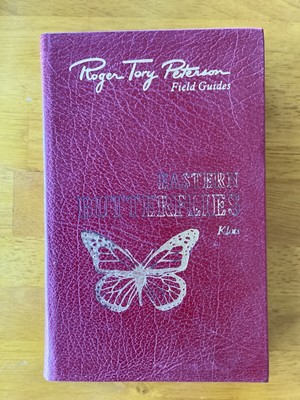 Roger Tory Peterson
Field Guides
EASTERN
BUTTERFLIES
Klots